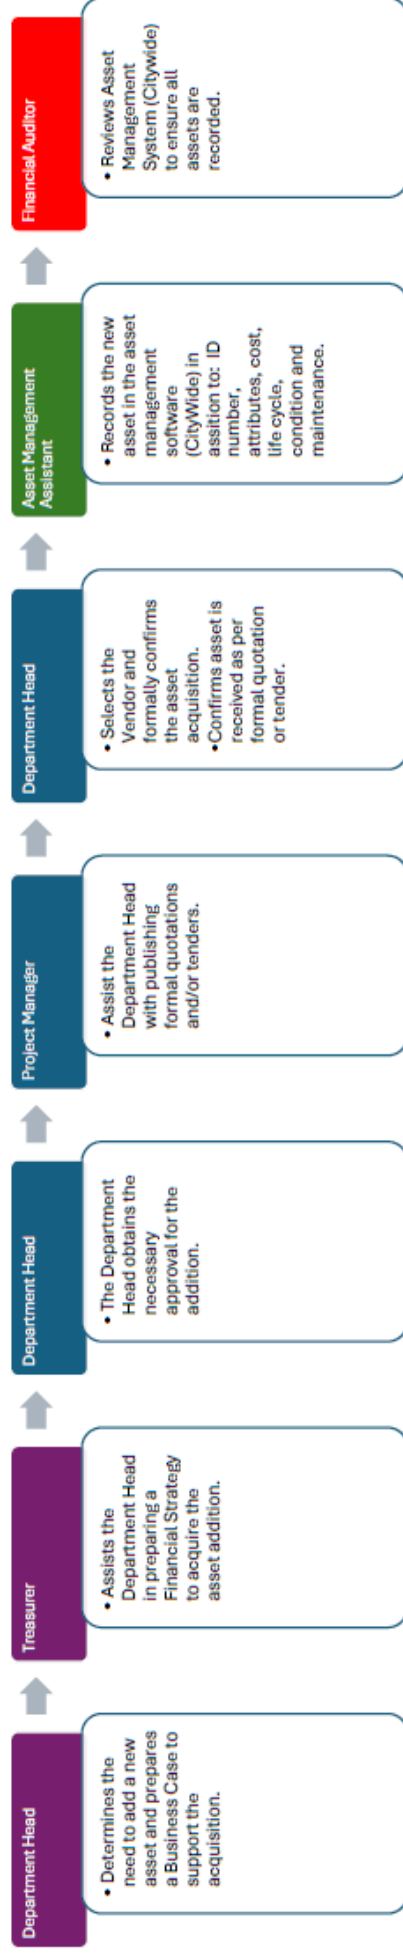 Department Head
• Determines the
need to add a new
asset and prepares
a Business Case to
support the
acquisition.
Treasurer
• Assists the
Department Head
in preparing a
Financial Strategy
to acquire the
asset addition.
Department Head
• The Department
Head obtains the
necessary
approval for the
addition.
Project Manager
• Assist the
Department Head
with publishing
formal quotations
and/or tenders.
Department Head
• Selects the
Vendor and
formally confirms
the asset
acquisition.
•Confirms asset is
received as per
formal quotation
or tender.
Asset Management
Assistant
• Records the new
asset in the asset
management
software
(CityWide) in
assition to: ID
number,
attributes, cost,
life cycle,
condition and
maintenance.
Financial Auditor
• Reviews Asset
Management
System (Citywide)
to ensure all
assets are
recorded.